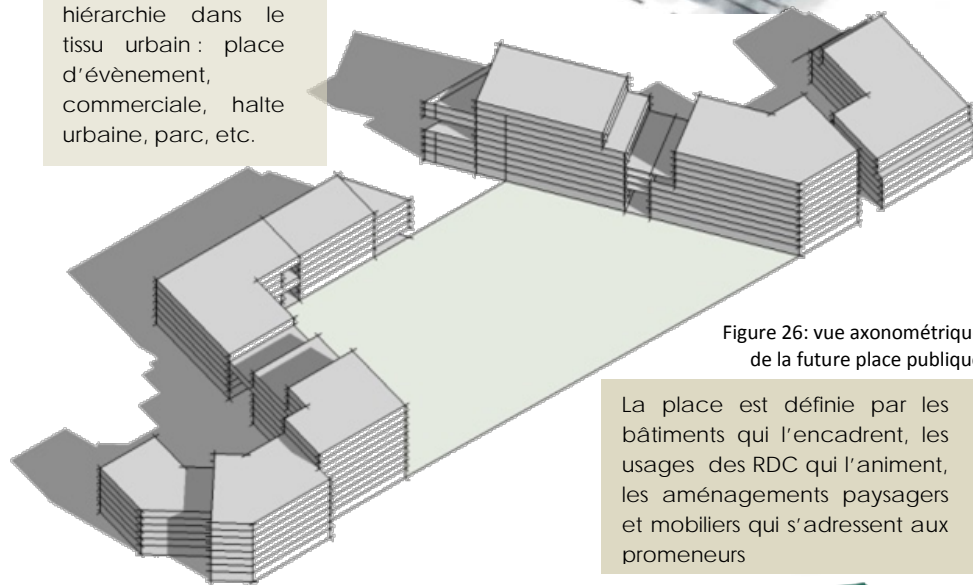 hiérarchie dans le
tissu urbain : place
d'évènement,
commerciale, halte
urbaine, parc, etc.
Figure 26: vue axonométrique
de la future place publique
La place est définie par les
bâtiments qui l'encadrent, les
usages des RDC qui l'animent,
les aménagements paysagers
et mobiliers qui s'adressent aux
promeneurs